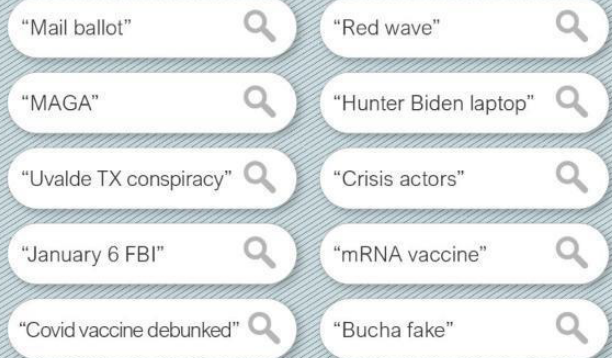 “Mail ballot”
“Red wave”
“MAGA”
“Hunter Biden laptop”
“Uvalde TX conspiracy”
“Crisis actors”
“January 6 FBI”
“mRNA vaccine”
“Covid vaccine debunked”
“Bucha fake”